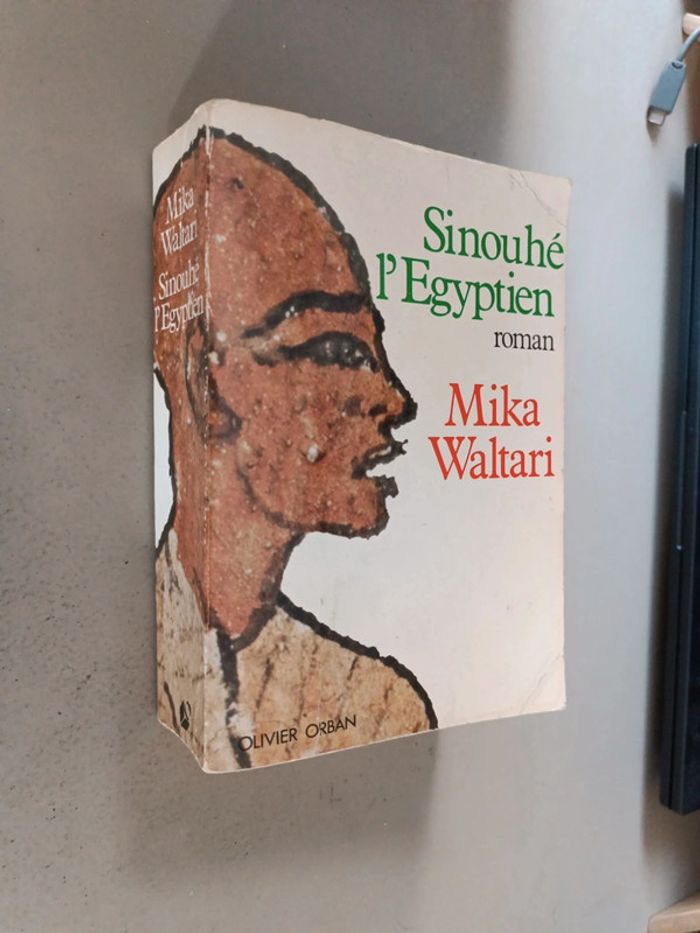 Mika
Waltari
Sinouhé
l'Egyptien
Sinouhé
l'Egyptien
roman
Mika
Waltari
OLIVIER ORBAN